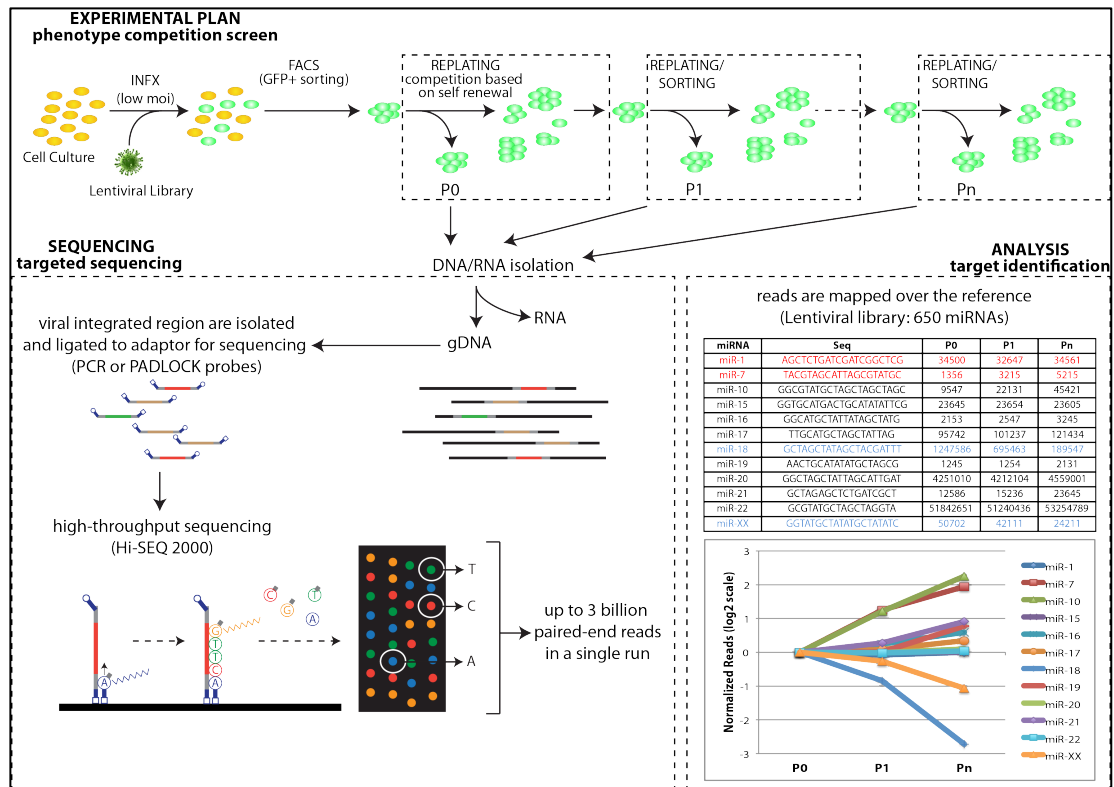 EXPERIMENTAL PLAN
phenotype competition screen
INFX
(low moi)
FACS
(GFP+ sorting)
REPLATING
competition based
on self renewal
REPLATING/
SORTING
REPLATING/
SORTING
Cell Culture
Lentiviral Library
P0
P1
Pn
SEQUENCING
targeted sequencing
DNA/RNA isolation
ANALYSIS
target identification
RNA
gDNA
viral integrated region are isolated
and ligated to adaptor for sequencing
(PCR or PADLOCK probes)
high-throughput sequencing
(Hi-SEQ 2000)
C
T
G
A
G
T
T
C
A
A
T
C
A
up to 3 billion
paired-end reads
in a single run
reads are mapped over the reference
(Lentiviral library: 650 miRNAs)
miRNA Seq P0 P1 Pn
miR-1 AGCTCTGATCGATCGGCTCG 34500 32647 34561
miR-7 TACGTAGCATTAGCGTATGC 1356 3215 5215
miR-10 GGCGTATGCTAGCTAGCTAGC 9547 22131 45421
miR-15 GGTGCATGACTGCATATATTCG 23645 23654 23605
miR-16 GGCATGCTATTATAGCTATG 2153 2547 3245
miR-17 TTGCATGCTAGCTATTAG 95742 101237 121434
miR-18 GCTAGCTATAGCTACGATTT 1247586 695463 189547
miR-19 AACTGCATATATGCTAGCG 1245 1254 2131
miR-20 GGCTAGCTATTAGCATTGAT 4251010 4212104 4559001
miR-21 GCTAGAGCTCTGATCGCT 12586 15236 23645
miR-22 GCGTATGCTAGCTAGGTA 51842651 51240436 53254789
miR-XX GGTATGCTATATGCTATATC 50702 42111 24211
Normalized Reads (log2 scale)
3
2
1
0
-1
-2
-3
P0
P1
Pn
miR-1
miR-7
miR-10
miR-15
miR-16
miR-17
miR-18
miR-19
miR-20
miR-21
miR-22
miR-XX